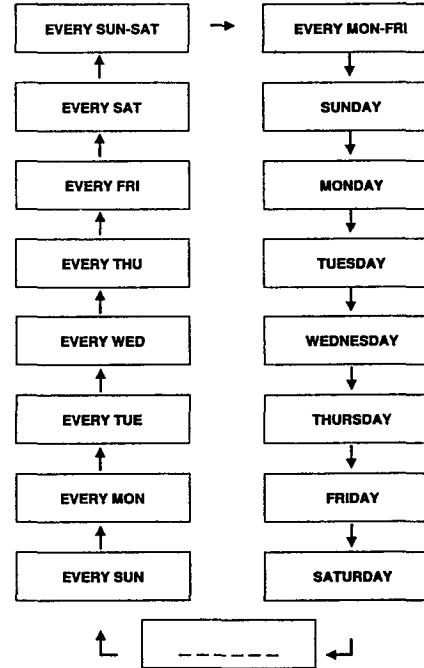 EVERY SUN-SAT
EVERY MON-FRI
EVERY SAT
SUNDAY
EVERY FRI
MONDAY
EVERY THU
TUESDAY
EVERY WED
WEDNESDAY
EVERY TUE
THURSDAY
EVERY MON
FRIDAY
EVERY SUN
SATURDAY
_ _ _ _ _ _